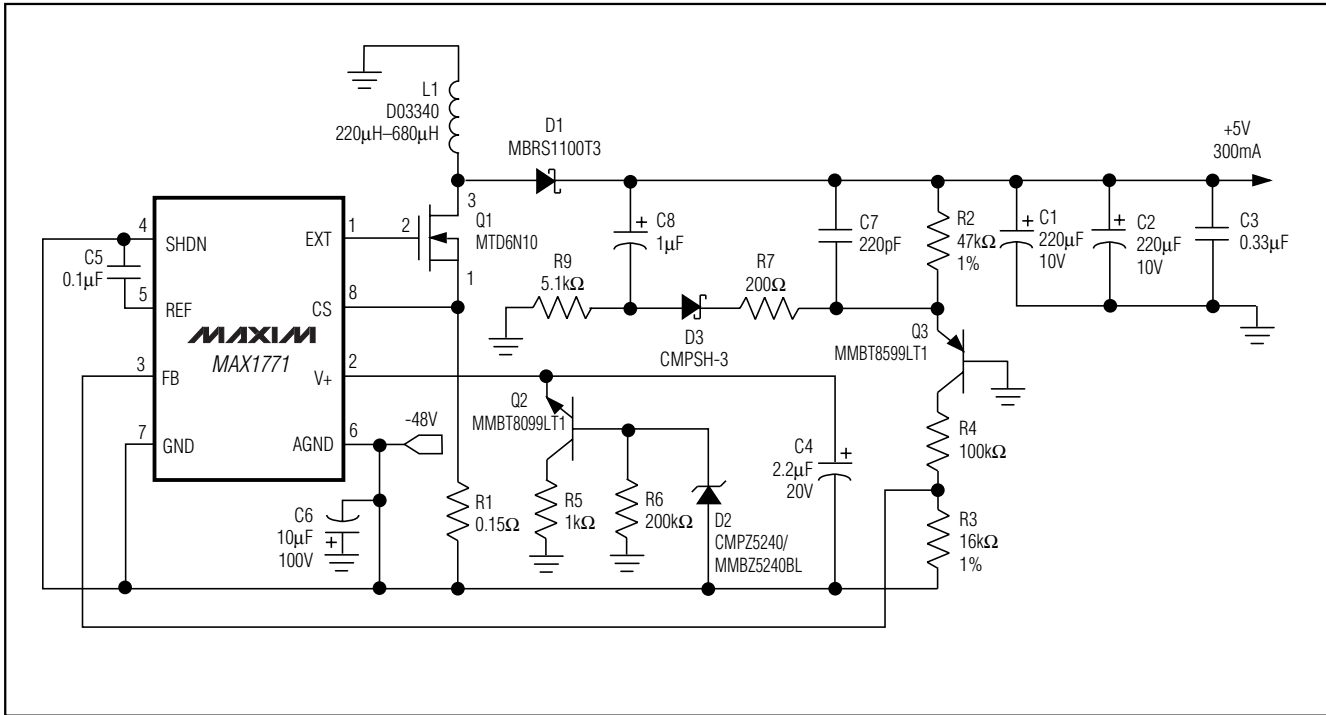 L1
D03340
220µH–680µH
D1
MBRS1100T3
+5V
300mA
3
2
Q1
MTD6N10
1
C8
1µF
+
C7
220pF
R2
47kΩ
1%
C1
220µF
10V
+
C2
220µF
10V
+
C3
0.33µF
4
SHDN
EXT
1
C5
0.1µF
5
REF
CS
8
R9
5.1kΩ
R7
200Ω
D3
CMPSH-3
Q3
MMBT8599LT1
MAXIM
MAX1771
3
FB
V+
2
Q2
MMBT8099LT1
7
GND
AGND
6
-48V
C4
2.2µF
20V
+
R4
100kΩ
C6
10µF
100V
+
R1
0.15Ω
R5
1kΩ
R6
200kΩ
D2
CMPZ5240/
MMBZ5240BL
R3
16kΩ
1%